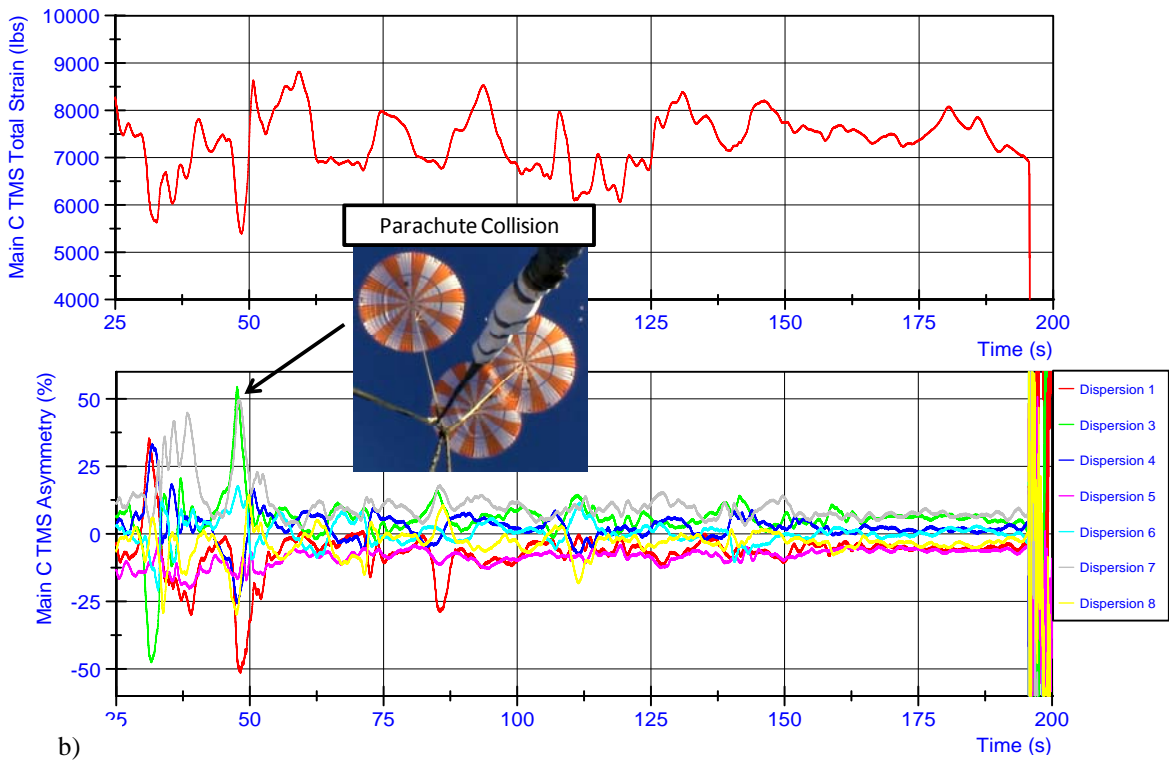 Main C TMS Total Strain (lbs)
10000
9000
8000
7000
6000
5000
4000
25
50
125
150
175
200
Time (s)
Parachute Collision
Main C TMS Asymmetry (%)
50
25
0
-25
-50
25
50
75
100
125
150
175
200
Time (s)
Dispersion 1
Dispersion 3
Dispersion 4
Dispersion 5
Dispersion 6
Dispersion 7
Dispersion 8
b)